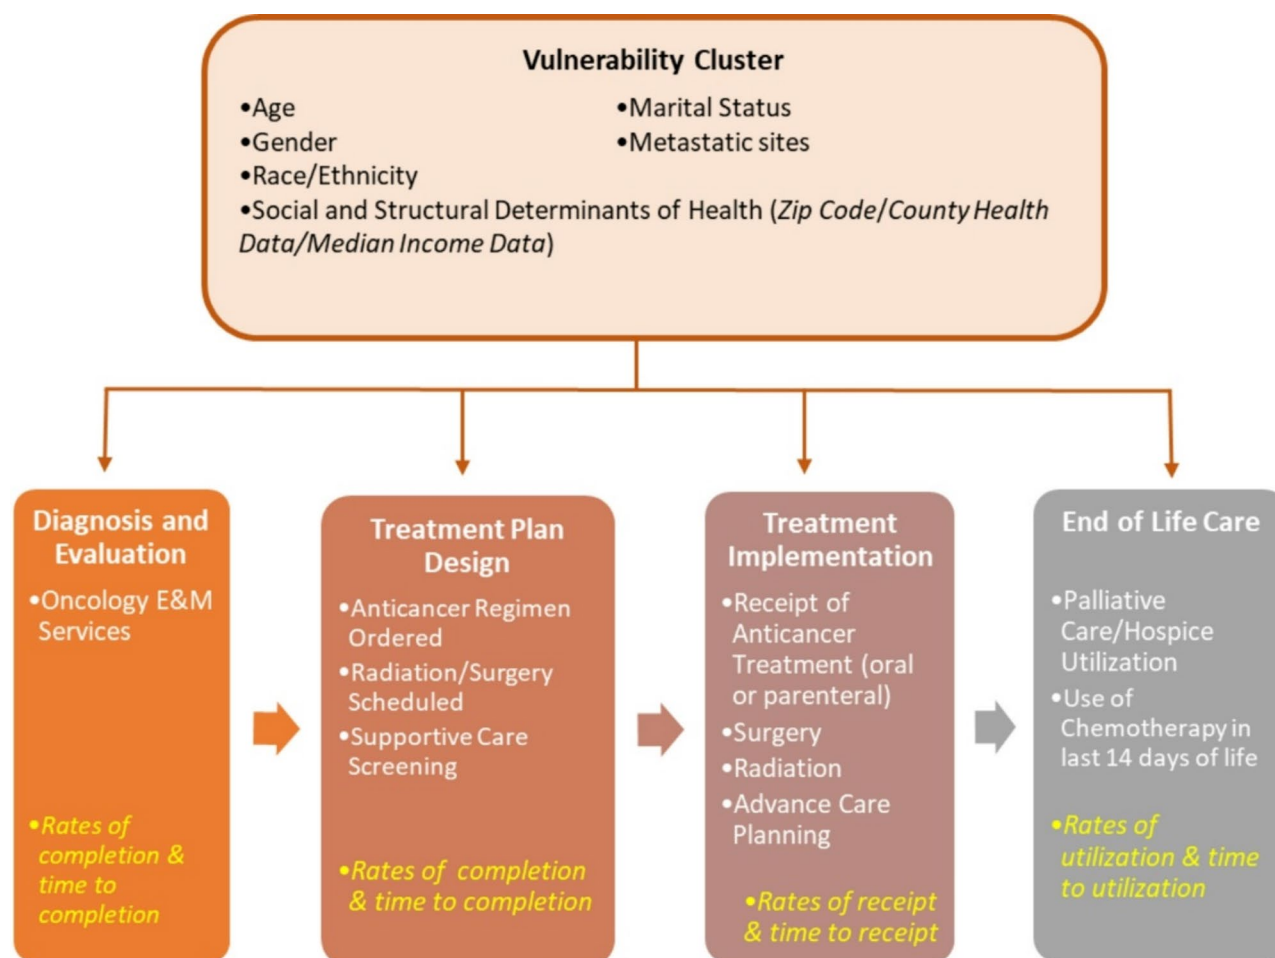 Vulnerability Cluster
•Age
•Gender
•Race/Ethnicity
•Marital Status
•Metastatic sites
•Social and Structural Determinants of Health (Zip Code/County Health
Data/Median Income Data)
Diagnosis and
Evaluation
•Oncology E&M
Services
•Rates of
completion &
time to
completion
Treatment Plan
Design
•Anticancer Regimen
Ordered
•Radiation/Surgery
Scheduled
•Supportive Care
Screening
•Rates of completion
& time to completion
Treatment
Implementation
•Receipt of
Anticancer
Treatment (oral
or parenteral)
•Surgery
•Radiation
•Advance Care
Planning
•Rates of receipt
& time to receipt
End of Life Care
•Palliative
Care/Hospice
Utilization
•Use of
Chemotherapy in
last 14 days of life
•Rates of
utilization & time
to utilization